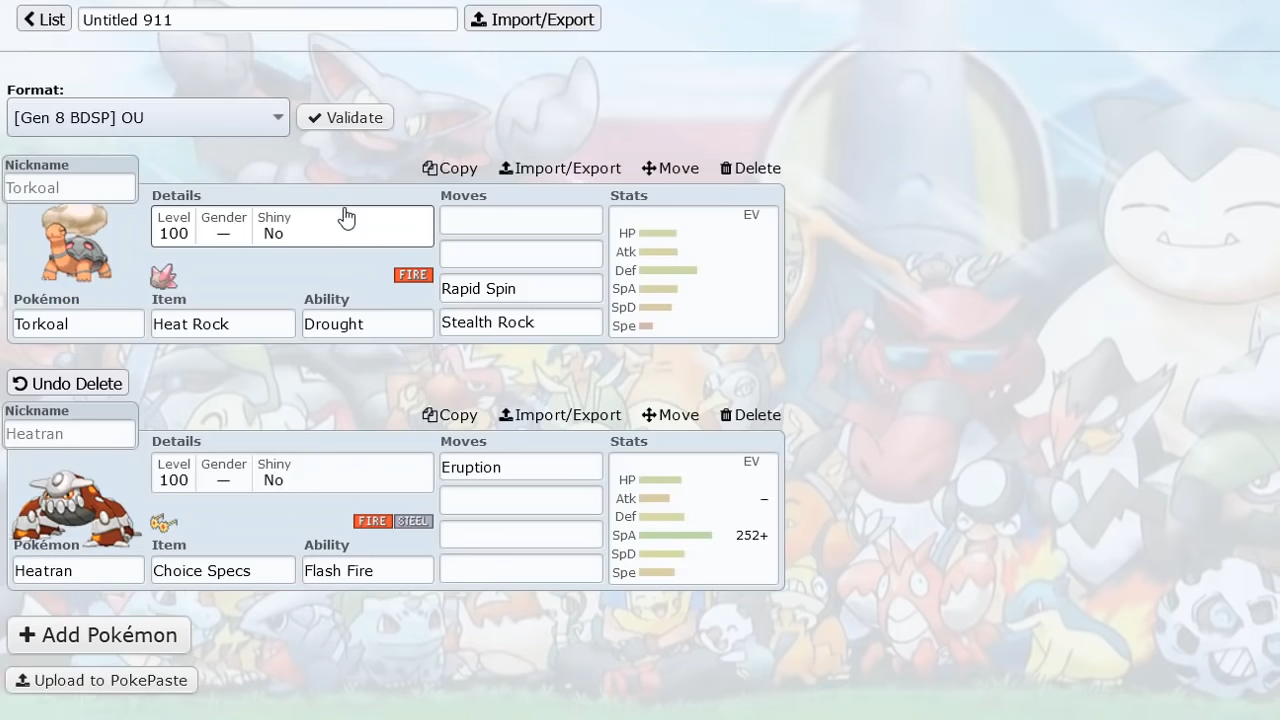 List
Untitled 911
Import/Export
Format:
[Gen 8 BDSP] OU
Validate
Nickname
Torkoal
Copy
Import/Export
Move
Delete
Details
Moves
Stats
Level
Gender
Shiny
100
—
No
EV
HP
Atk
Def
SpA
SpD
Spe
FIRE
Rapid Spin
Stealth Rock
Pokémon
Item
Ability
Torkoal
Heat Rock
Drought
Undo Delete
Nickname
Heatran
Copy
Import/Export
Move
Delete
Details
Moves
Stats
Level
Gender
Shiny
100
—
No
Eruption
EV
HP
Atk –
Def
SpA 252+
SpD
Spe
FIRE STEEL
Pokémon
Item
Ability
Heatran
Choice Specs
Flash Fire
Add Pokémon
Upload to PokePaste